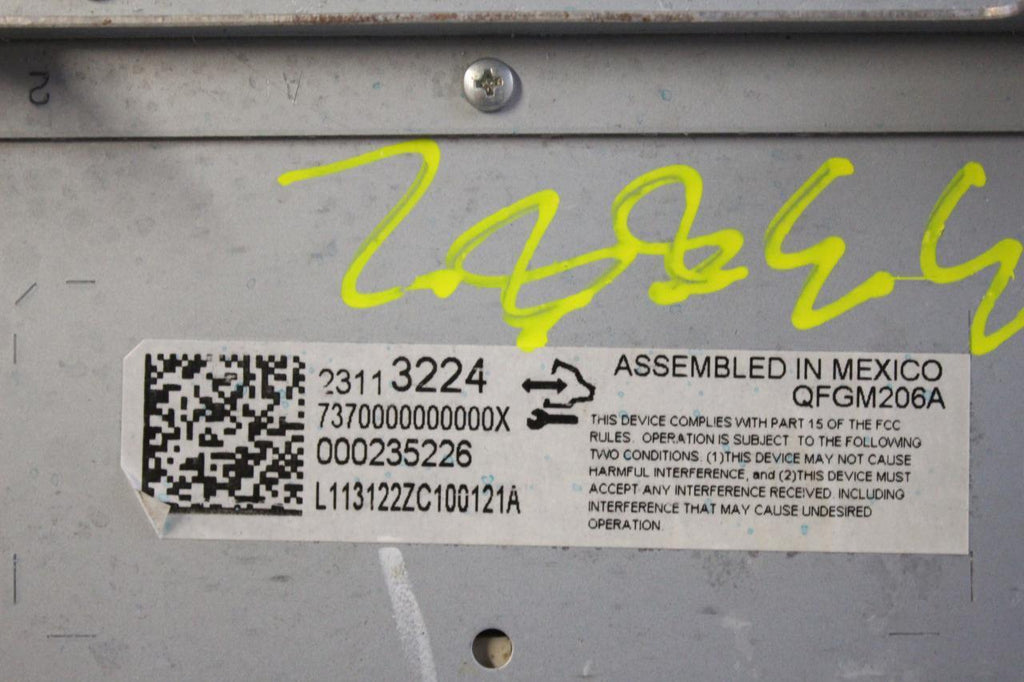 2
23113224
7370000000000X
000235226
L113122ZC100121A
ASSEMBLED IN MEXICO
QFGM206A
THIS DEVICE COMPLIES WITH PART 15 OF THE FCC
RULES. OPERATION IS SUBJECT TO THE FOLLOWING
TWO CONDITIONS. (1)THIS DEVICE MAY NOT CAUSE
HARMFUL INTERFERENCE, and (2)THIS DEVICE MUST
ACCEPT ANY INTERFERENCE RECEIVED INCLUDING
INTERFERENCE THAT MAY CAUSE UNDESIRED
OPERATION